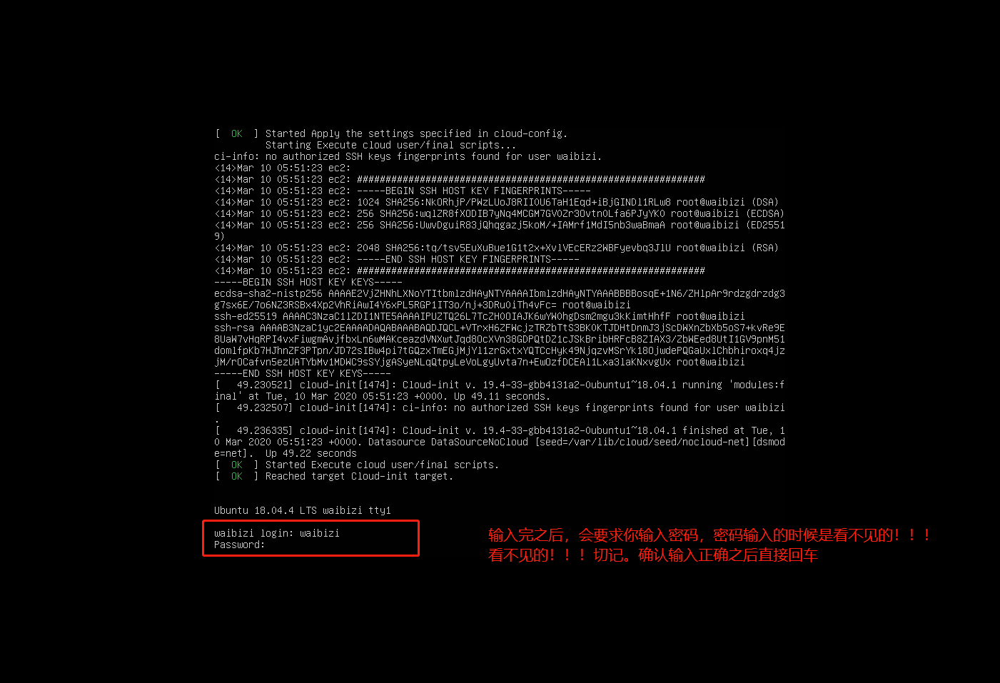 [  OK  ] Started Apply the settings specified in cloud-config.
         Starting Execute cloud user/final scripts...
ci-info: no authorized SSH keys fingerprints found for user waibizi.
<14>Mar 10 05:51:23 ec2:
<14>Mar 10 05:51:23 ec2: #############################################################
<14>Mar 10 05:51:23 ec2: -----BEGIN SSH HOST KEY FINGERPRINTS-----
<14>Mar 10 05:51:23 ec2: 1024 SHA256:NkORhjP/PWzLUoJ8RII0U6TaH1Eqd+iBjGINDl1RLw8 root@waibizi (DSA)
<14>Mar 10 05:51:23 ec2: 256 SHA256:wqlZR8fXODIB7yNq4MCGM7GV0Zr3Ovtn0Lfa6PJyYK0 root@waibizi (ECDSA)
<14>Mar 10 05:51:23 ec2: 256 SHA256:UwvDguiR83jQhqgazj5koM/+IAMrf1MdI5nb3waBmaA root@waibizi (ED2551
9)
<14>Mar 10 05:51:23 ec2: 2048 SHA256:tq/tsv5EuXuBue1G1t2x+XvlVEcERz2WBFyevbq3JlU root@waibizi (RSA)
<14>Mar 10 05:51:23 ec2: -----END SSH HOST KEY FINGERPRINTS-----
<14>Mar 10 05:51:23 ec2: #############################################################
-----BEGIN SSH HOST KEY KEYS-----
ecdsa-sha2-nistp256 AAAAE2VjZHNhLXNoYTItbmlzdHAyNTYAAAAIbmlzdHAyNTYAAABBBBosqE+1N6/ZHlpAr9rdzgdrzdg3
g7sx6E/7o6NZ3RSBx4Xp2VhRiAwI4Y6xPL5RGP1IT3o/nj+3DRu0iTh4vFc= root@waibizi
ssh-ed25519 AAAAC3NzaC1lZDI1NTE5AAAAIPUZTQ26L7TcZHOOIAJK6wYW0hgDsm2mgu3kKimtHhfF root@waibizi
ssh-rsa AAAAB3NzaC1yc2EAAAADAQABAAABAQDJQCL+VTrxH6ZFWcjzTRZbTtS3BK0KTJDHtDnmJ3jScDWXnZbXb5oS7+kvRe9E
8UaW7vHqRPI4vxFiwgmAvjfbxLn6wMAKceazdVNXwtJqd8OcXVn38GDPQtDZ1cJSkBribHRFcB8ZIAX3/ZbWEed8UtI1GV9pnM51
domlfpKb7HJhnZF3PTpn/JD72sIBw4pi7tGQzxTmEGjMjYl1zrGxtxYQTCcHyk49NjqzvMSrYk18OjwdePQGaUxlChbhiroxq4jz
jM/rOCafvn5ezUATYbMv1MDWC9sSYjgASyeNLqQtpyLeVoLgyUvta7n+EwOzfDCEAl1Lxa3laKNxvgUx root@waibizi
-----END SSH HOST KEY KEYS-----
[   49.230521] cloud-init[1474]: Cloud-init v. 19.4-33-gbb4131a2-0ubuntu1~18.04.1 running 'modules:f
inal' at Tue, 10 Mar 2020 05:51:23 +0000. Up 49.11 seconds.
[   49.232507] cloud-init[1474]: ci-info: no authorized SSH keys fingerprints found for user waibizi
.
[   49.236335] cloud-init[1474]: Cloud-init v. 19.4-33-gbb4131a2-0ubuntu1~18.04.1 finished at Tue, 1
0 Mar 2020 05:51:23 +0000. Datasource DataSourceNoCloud [seed=/var/lib/cloud/seed/nocloud-net][dsmod
e=net].  Up 49.22 seconds
[  OK  ] Started Execute cloud user/final scripts.
[  OK  ] Reached target Cloud-init target.
Ubuntu 18.04.4 LTS waibizi tty1
waibizi login: waibizi
Password:
输入完之后，会要求你输入密码，密码输入的时候是看不见的！！！
看不见的！！！切记。确认输入正确之后直接回车